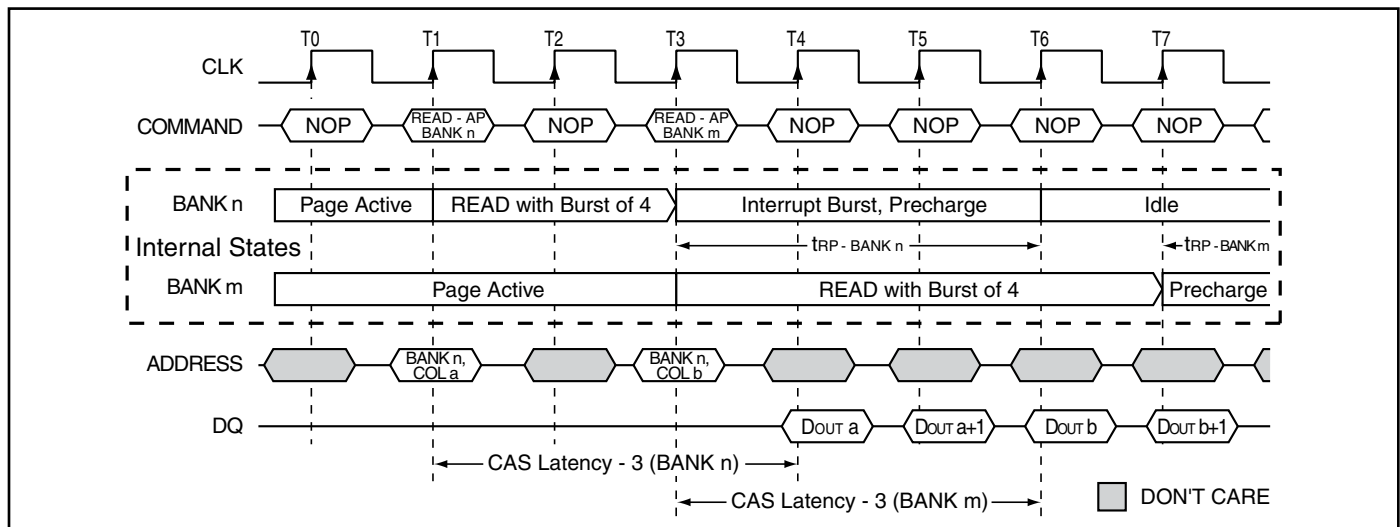 T0 T1 T2 T3 T4 T5 T6 T7
CLK
COMMAND NOP READ - AP BANK n NOP READ - AP BANK m NOP NOP NOP NOP
BANK n Page Active READ with Burst of 4 Interrupt Burst, Precharge Idle
Internal States tRP - BANK n tRP - BANK m
BANK m Page Active READ with Burst of 4 Precharge
ADDRESS BANK n, COL a BANK n, COL b
DQ DOUT a DOUT a+1 DOUT b DOUT b+1
CAS Latency - 3 (BANK n)
CAS Latency - 3 (BANK m) DON'T CARE